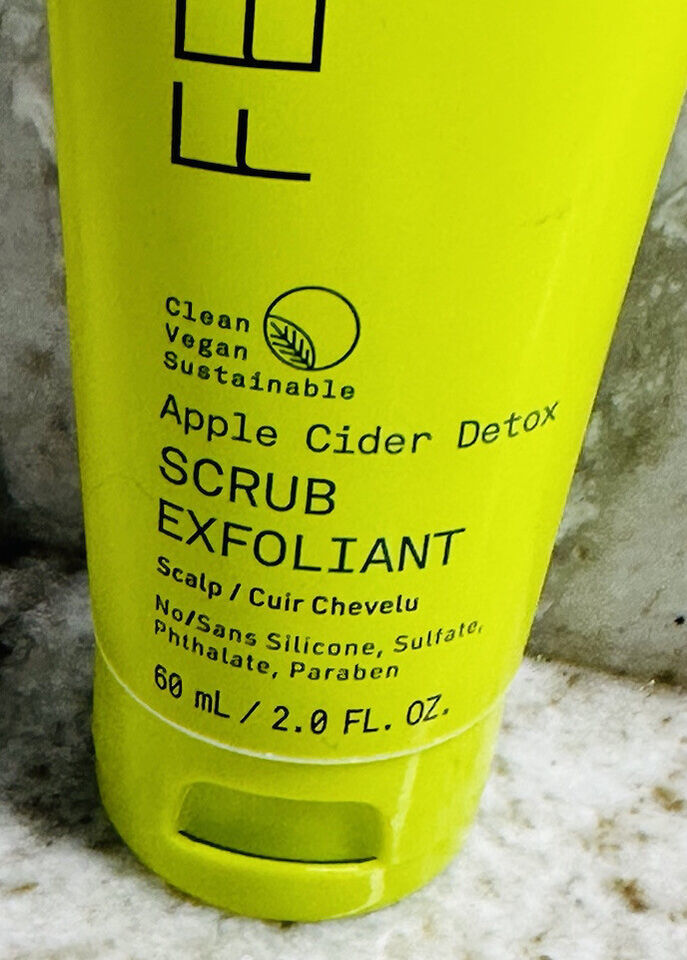 Clean
Vegan
Sustainable
Apple Cider Detox
SCRUB
EXFOLIANT
Scalp / Cuir Chevelu
No/Sans Silicone, Sulfate,
Phthalate, Paraben
60 mL / 2.0 FL. OZ.